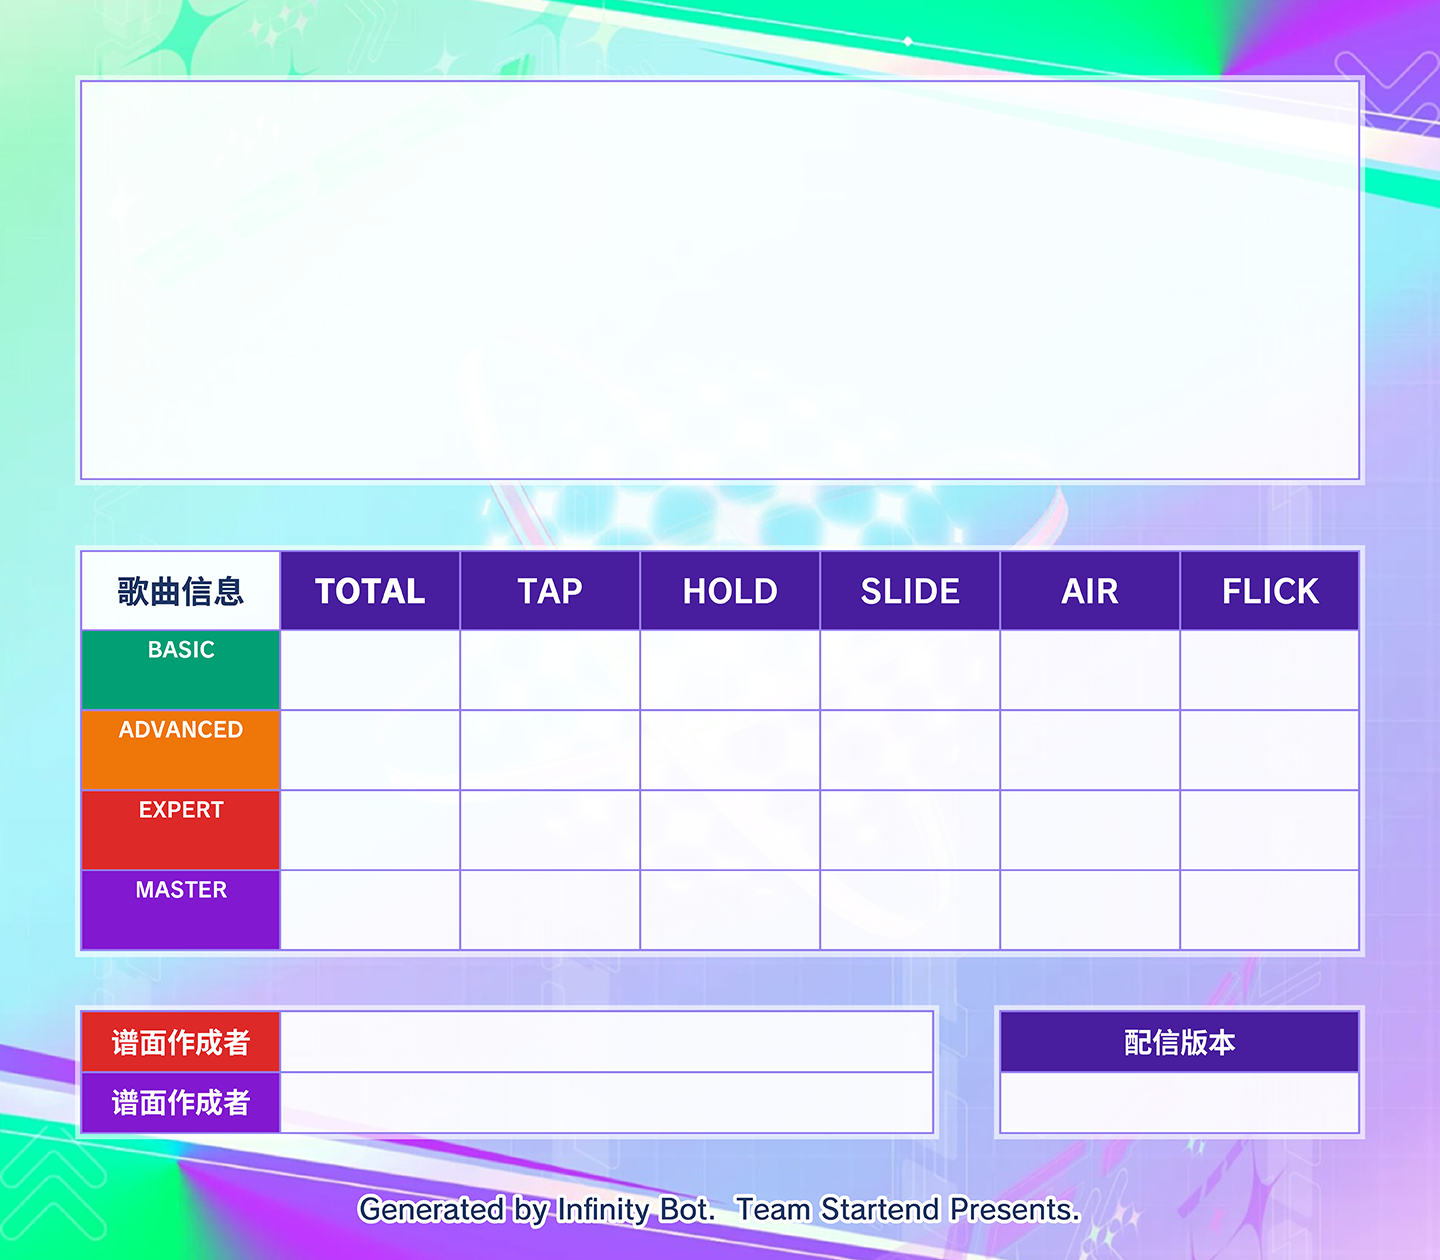 歌曲信息 TOTAL TAP HOLD SLIDE AIR FLICK
BASIC
ADVANCED
EXPERT
MASTER
谱面作成者
谱面作成者
配信版本
Generated by Infinity Bot. Team Startend Presents.